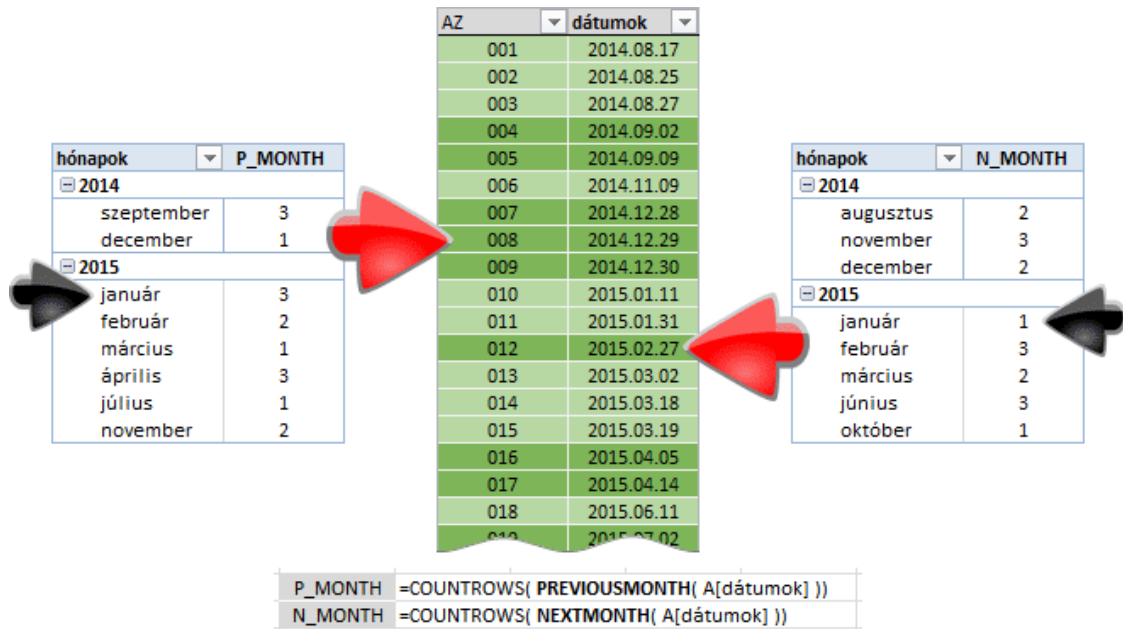 AZ dátumok
001 2014.08.17
002 2014.08.25
003 2014.08.27
004 2014.09.02
005 2014.09.09
006 2014.11.09
007 2014.12.28
008 2014.12.29
009 2014.12.30
010 2015.01.11
011 2015.01.31
012 2015.02.27
013 2015.03.02
014 2015.03.18
015 2015.03.19
016 2015.04.05
017 2015.04.14
018 2015.06.11
hónapok P_MONTH
2014
szeptember 3
december 1
2015
január 3
február 2
március 1
április 3
július 1
november 2
hónapok N_MONTH
2014
augusztus 2
november 3
december 2
2015
január 1
február 3
március 2
június 3
október 1
P_MONTH =COUNTROWS( PREVIOUSMONTH( A[dátumok] ))
N_MONTH =COUNTROWS( NEXTMONTH( A[dátumok] ))